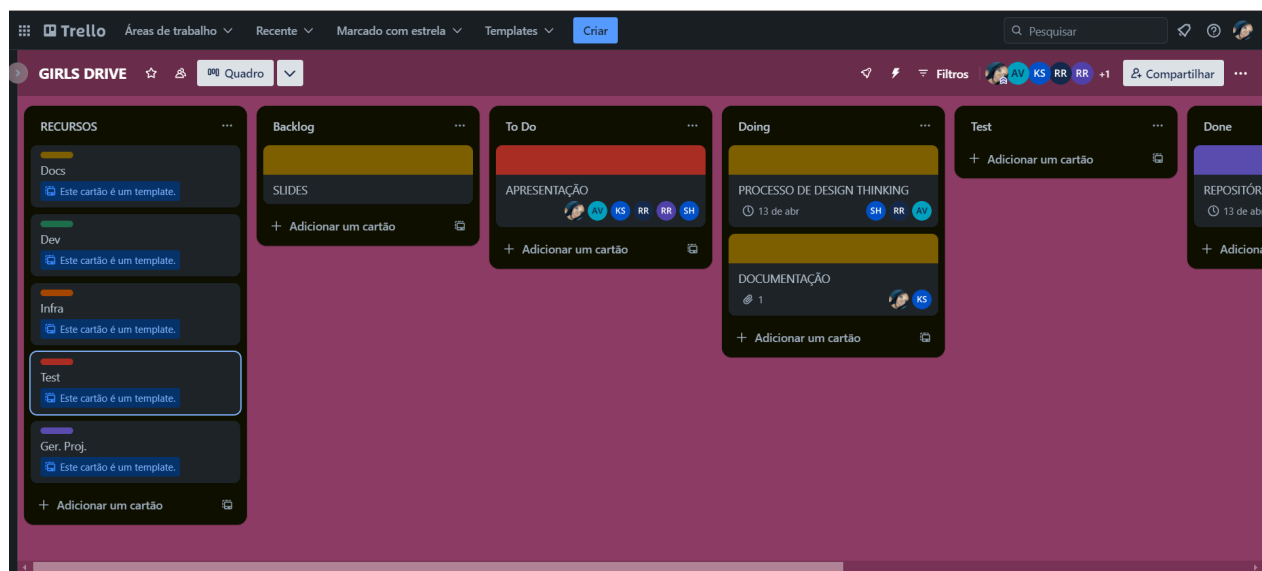 Trello
Áreas de trabalho
Recente
Marcado com estrela
Templates
Criar
Pesquisar
GIRLS DRIVE
Quadro
Filtros
AV
KS
RR
RR
+1
Compartilhar
RECURSOS
Docs
Este cartão é um template.
Dev
Este cartão é um template.
Infra
Este cartão é um template.
Test
Este cartão é um template.
Ger. Proj.
Este cartão é um template.
+ Adicionar um cartão
Backlog
SLIDES
+ Adicionar um cartão
To Do
APRESENTAÇÃO
AV
KS
RR
RR
SH
+ Adicionar um cartão
Doing
PROCESSO DE DESIGN THINKING
13 de abr
SH
RR
AV
DOCUMENTAÇÃO
1
KS
+ Adicionar um cartão
Test
+ Adicionar um cartão
Done
REPOSITÓR
13 de ab
+ Adiciona